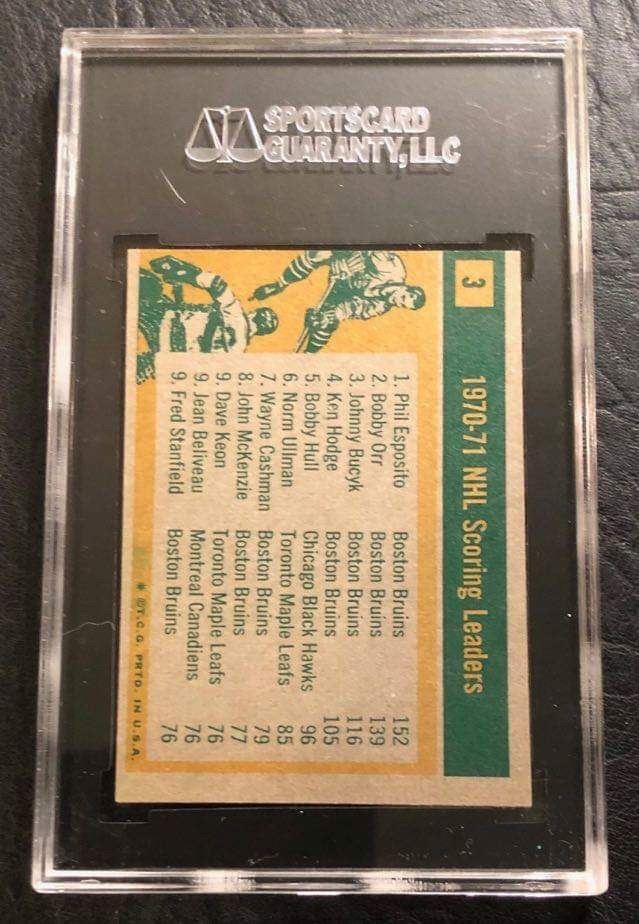 SPORTSCARD
GUARANTY, LLC
3
1970-71 NHL Scoring Leaders
1. Phil Esposito Boston Bruins 152
2. Bobby Orr Boston Bruins 139
3. Johnny Bucyk Boston Bruins 116
4. Ken Hodge Boston Bruins 105
5. Bobby Hull Chicago Black Hawks 96
6. Norm Ullman Toronto Maple Leafs 85
7. Wayne Cashman Boston Bruins 79
8. John McKenzie Boston Bruins 77
9. Dave Keon Toronto Maple Leafs 76
9. Jean Beliveau Montreal Canadiens 76
9. Fred Stanfield Boston Bruins 76
* ©T.C.G. PRTD. IN U.S.A.